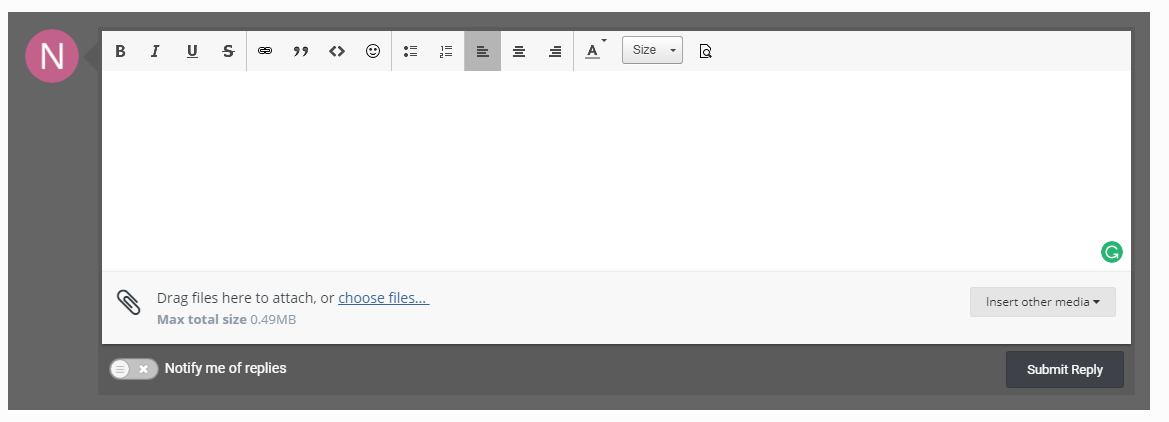 N
B I U S A Size
Drag files here to attach, or choose files...
Max total size 0.49MB
Insert other media
Notify me of replies
Submit Reply